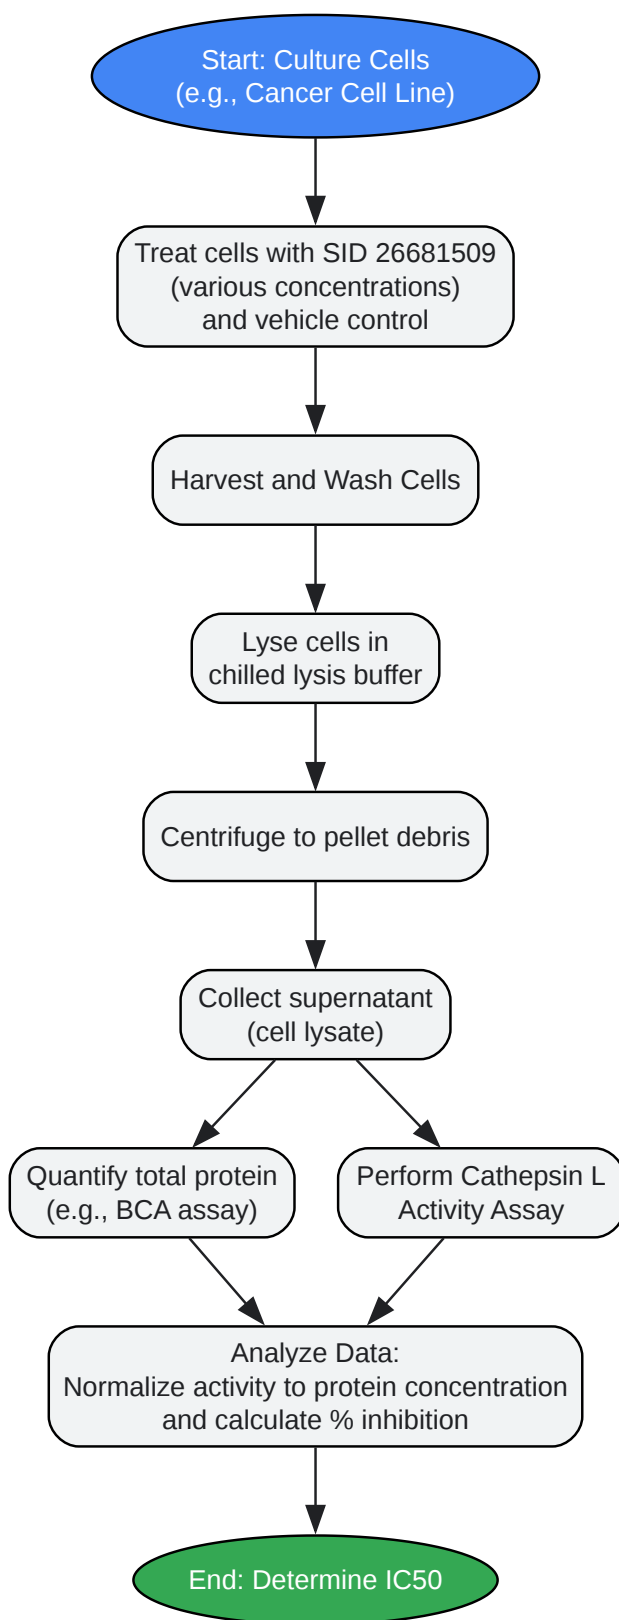 Start: Culture Cells
(e.g., Cancer Cell Line)
Treat cells with SID 26681509
(various concentrations)
and vehicle control
Harvest and Wash Cells
Lyse cells in
chilled lysis buffer
Centrifuge to pellet debris
Collect supernatant
(cell lysate)
Quantify total protein
(e.g., BCA assay)
Perform Cathepsin L
Activity Assay
Analyze Data:
Normalize activity to protein concentration
and calculate % inhibition
End: Determine IC50